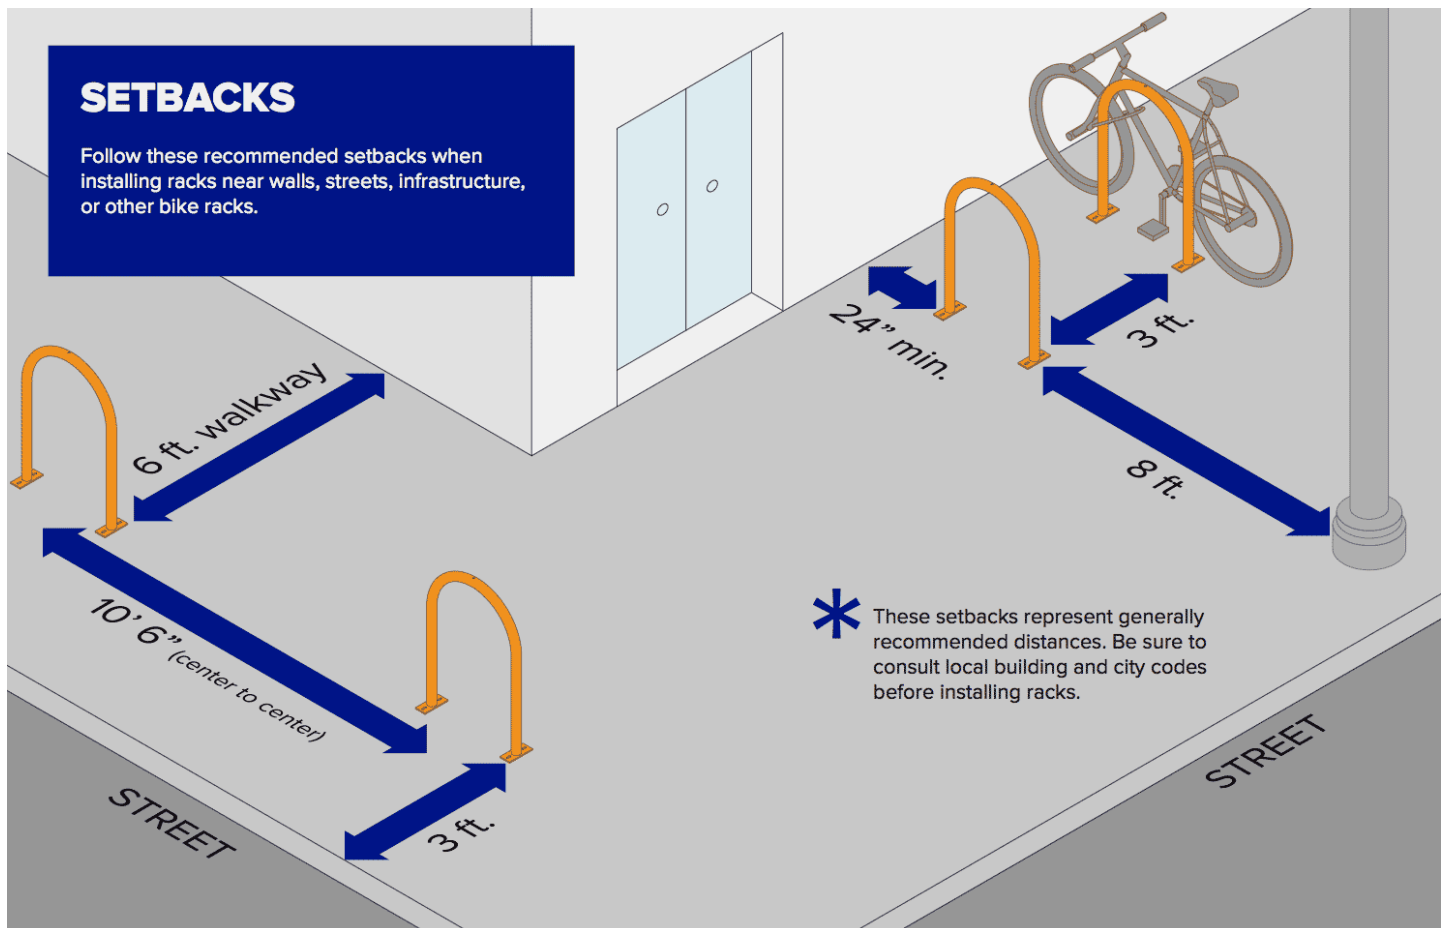 SETBACKS
Follow these recommended setbacks when
installing racks near walls, streets, infrastructure,
or other bike racks.
24” min.
3 ft.
6 ft. walkway
8 ft.
10’ 6” (center to center)
These setbacks represent generally
recommended distances. Be sure to
consult local building and city codes
before installing racks.
STREET
3 ft.
STREET